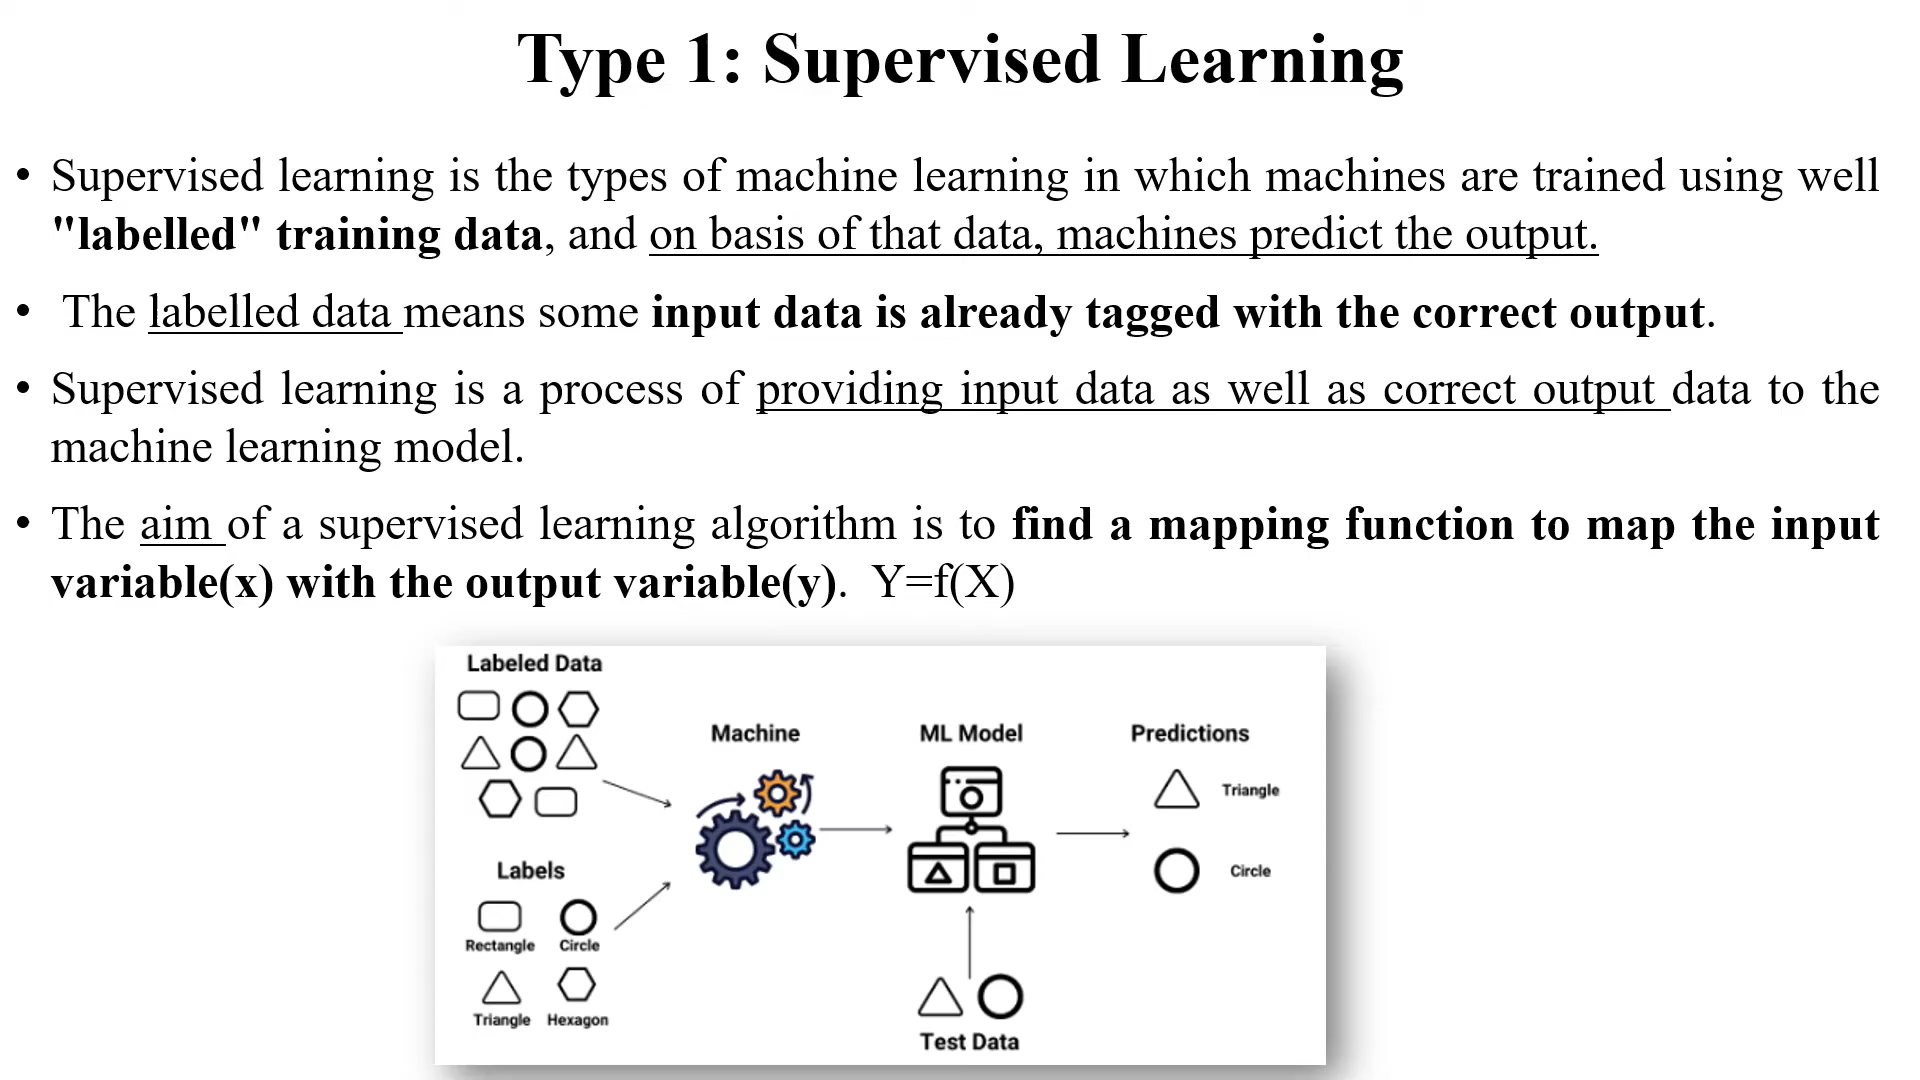 Type 1: Supervised Learning
• Supervised learning is the types of machine learning in which machines are trained using well
"labelled" training data, and on basis of that data, machines predict the output.
• The labelled data means some input data is already tagged with the correct output.
• Supervised learning is a process of providing input data as well as correct output data to the
machine learning model.
• The aim of a supervised learning algorithm is to find a mapping function to map the input
variable(x) with the output variable(y). Y=f(X)
Labeled Data
Machine
ML Model
Predictions
Triangle
Circle
Labels
Rectangle
Circle
Triangle
Hexagon
Test Data